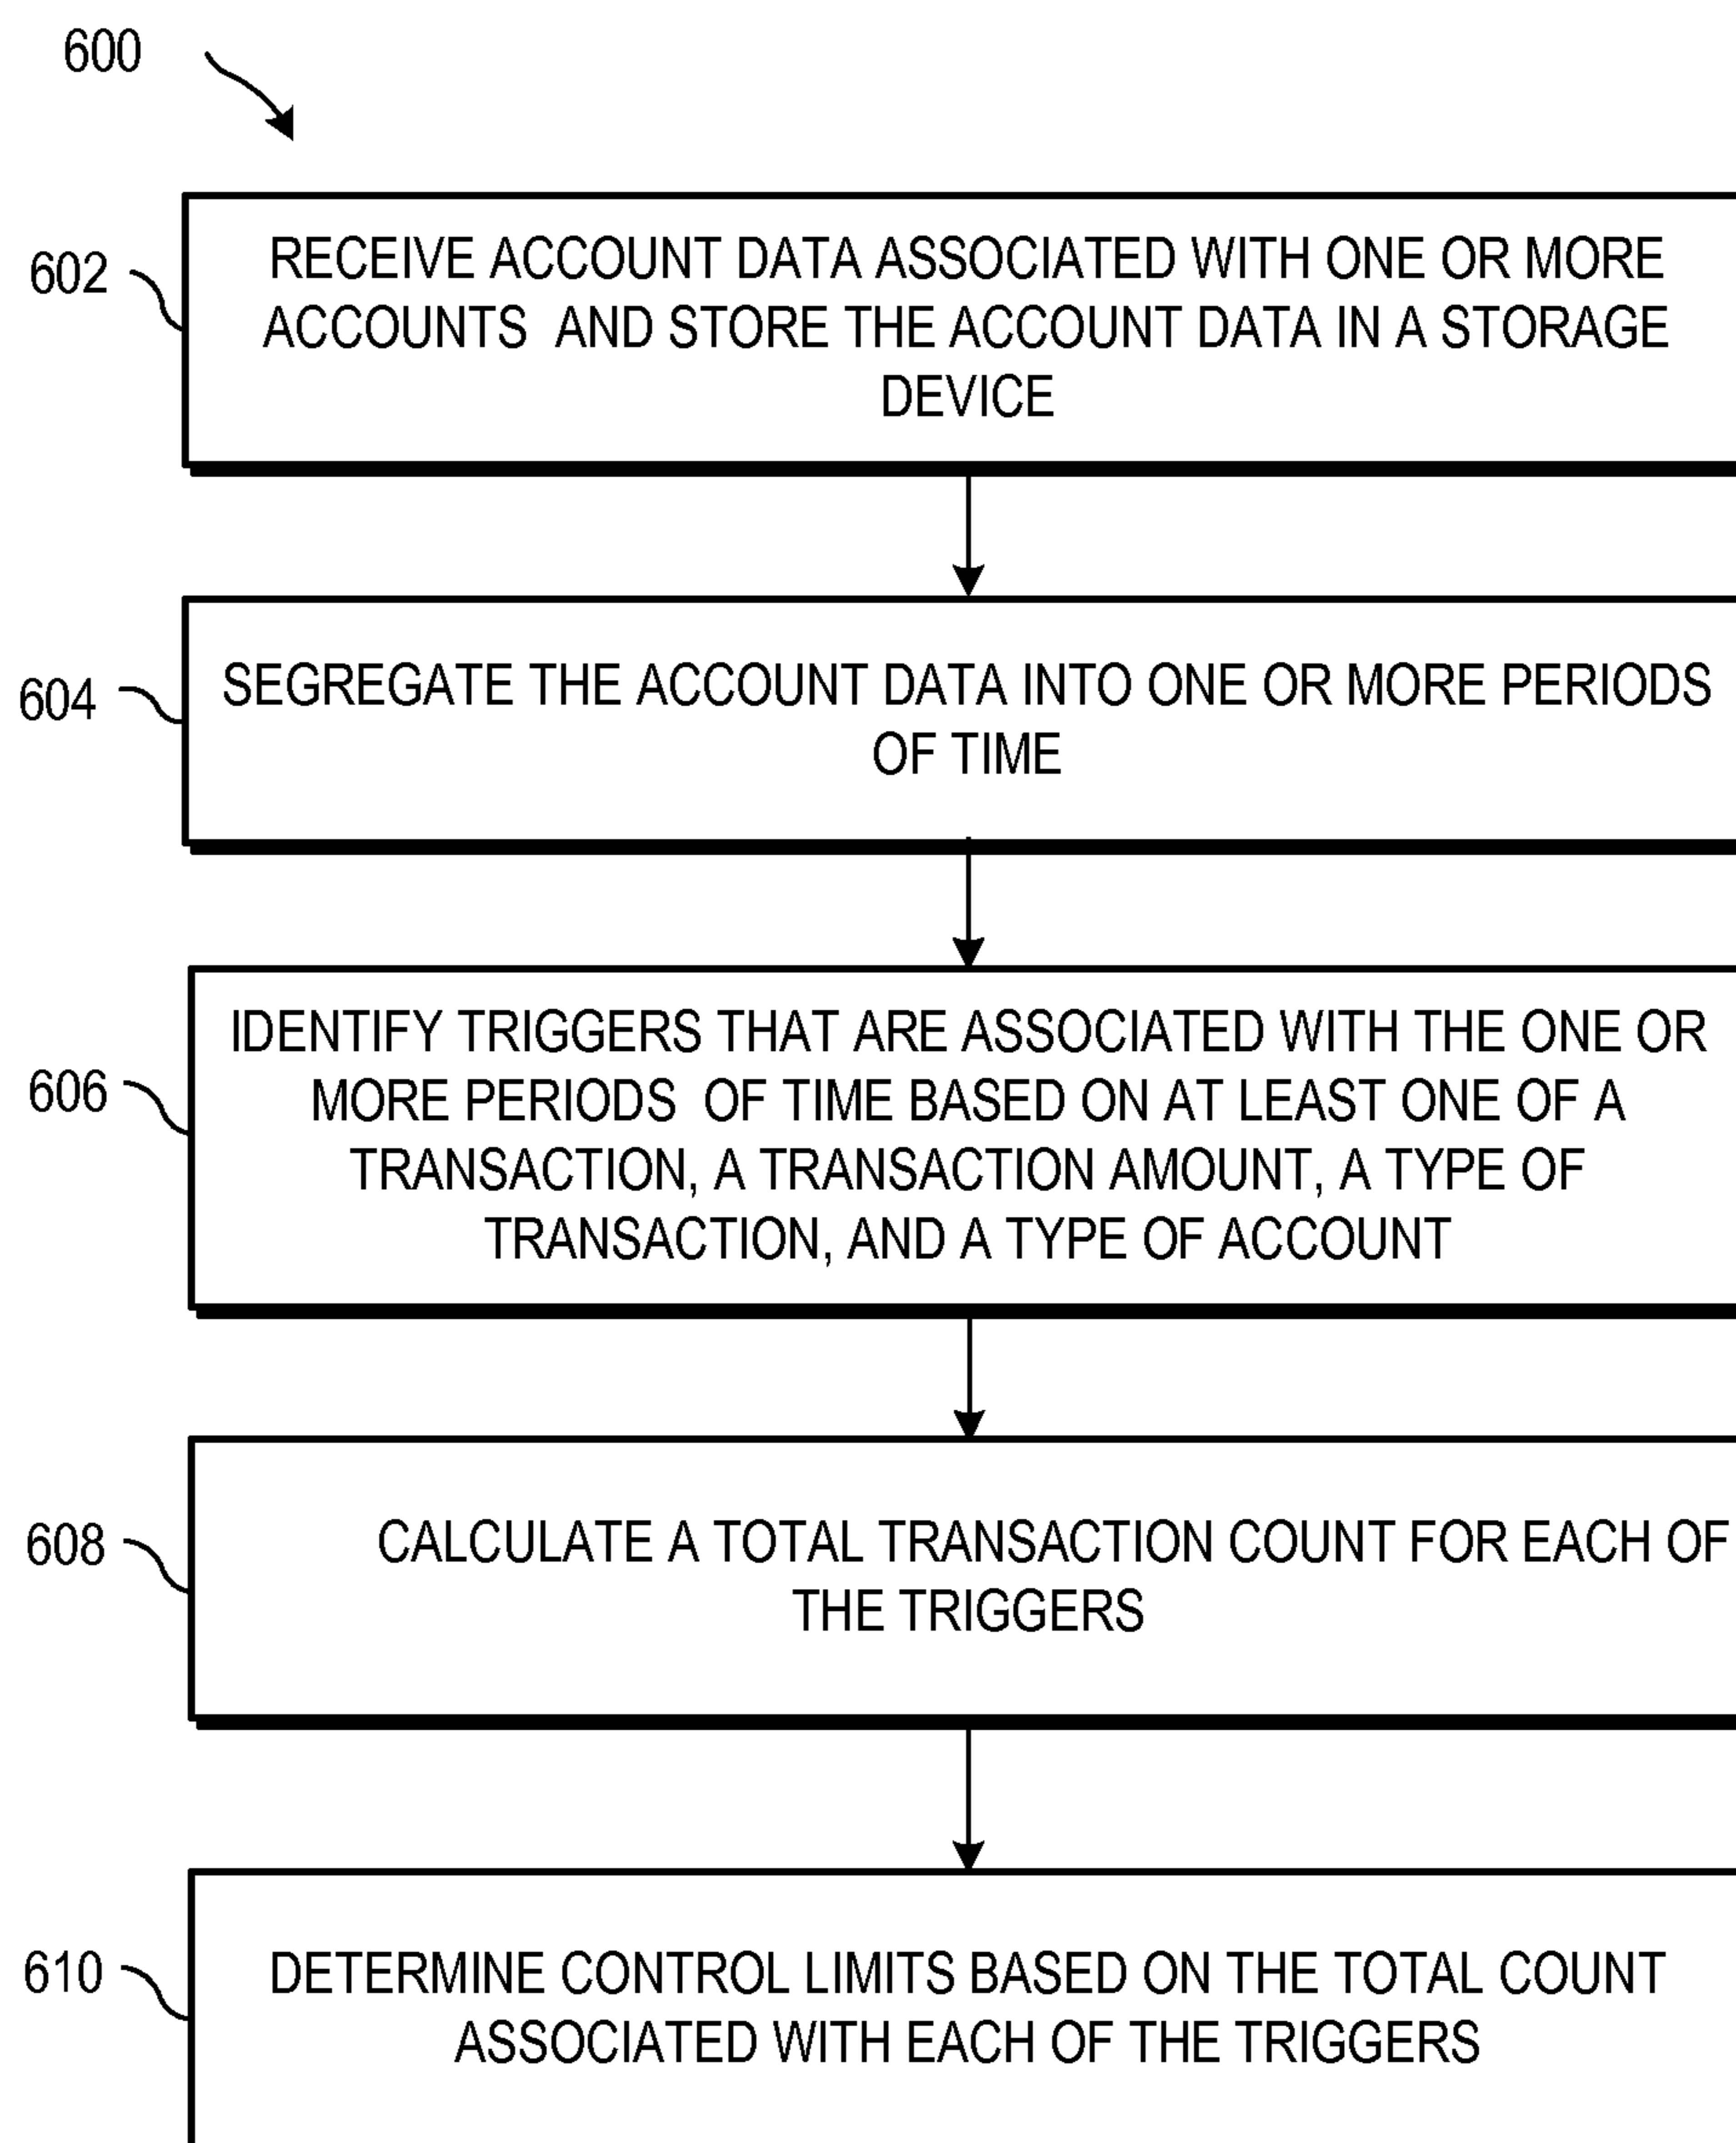 600
602
RECEIVE ACCOUNT DATA ASSOCIATED WITH ONE OR MORE
ACCOUNTS AND STORE THE ACCOUNT DATA IN A STORAGE
DEVICE
604
SEGREGATE THE ACCOUNT DATA INTO ONE OR MORE PERIODS
OF TIME
606
IDENTIFY TRIGGERS THAT ARE ASSOCIATED WITH THE ONE OR
MORE PERIODS OF TIME BASED ON AT LEAST ONE OF A
TRANSACTION, A TRANSACTION AMOUNT, A TYPE OF
TRANSACTION, AND A TYPE OF ACCOUNT
608
CALCULATE A TOTAL TRANSACTION COUNT FOR EACH OF
THE TRIGGERS
610
DETERMINE CONTROL LIMITS BASED ON THE TOTAL COUNT
ASSOCIATED WITH EACH OF THE TRIGGERS